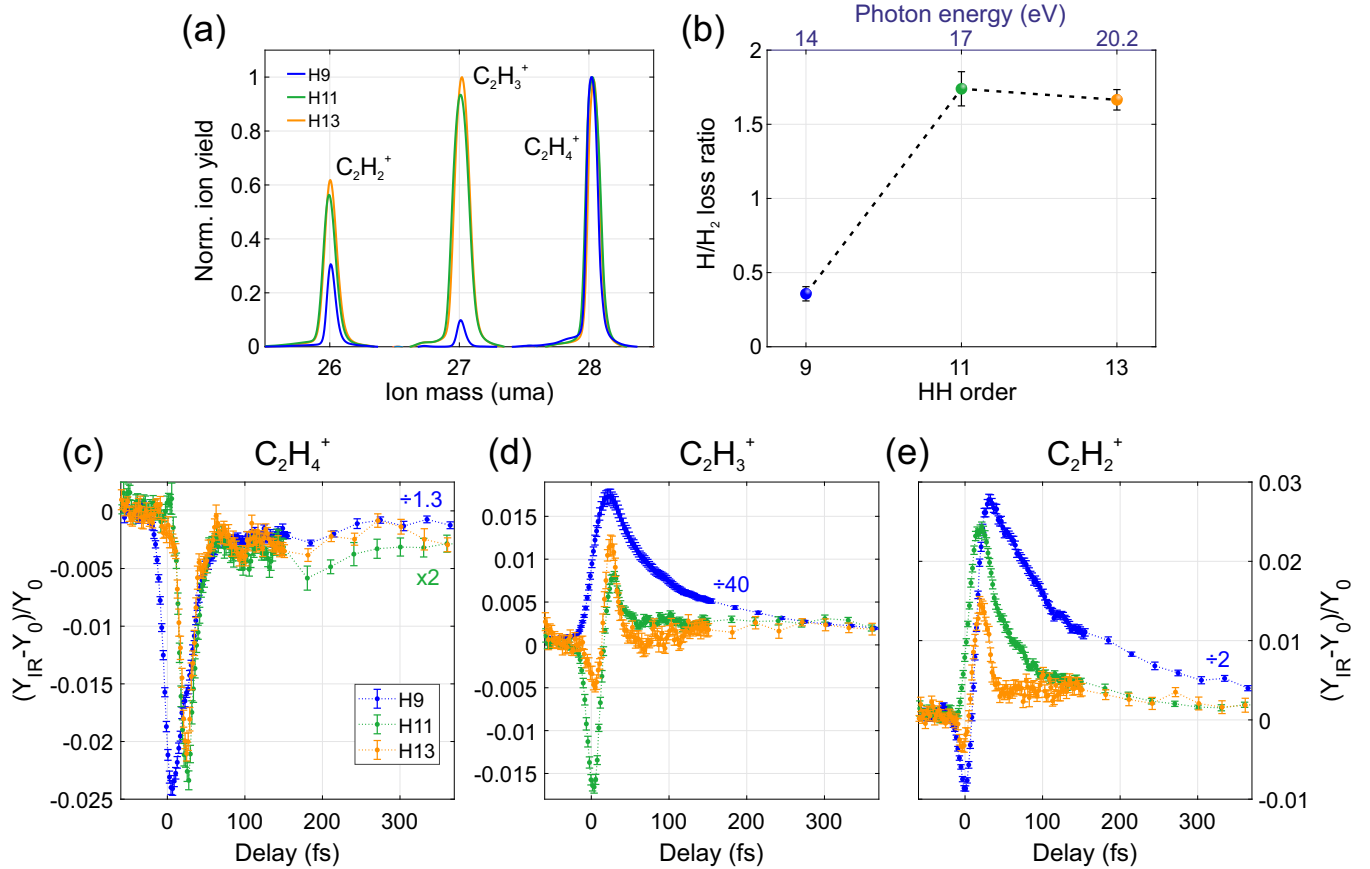 (a)
H9
H11
H13
C₂H₂⁺
C₂H₃⁺
C₂H₄⁺
Norm. ion yield
1
0.8
0.6
0.4
0.2
0
26
27
28
Ion mass (uma)
(b)
Photon energy (eV)
14
17
20.2
H/H₂ loss ratio
2
1.5
1
0.5
0
9
11
13
HH order
(c)
C₂H₄⁺
(Y_IR-Y₀)/Y₀
0
-0.005
-0.01
-0.015
-0.02
-0.025
÷1.3
x2
H9
H11
H13
0
100
200
300
Delay (fs)
(d)
C₂H₃⁺
0.015
0.01
0.005
0
-0.005
-0.01
-0.015
÷40
0
100
200
300
Delay (fs)
(e)
C₂H₂⁺
0.03
0.02
0.01
0
-0.01
÷2
(Y_IR-Y₀)/Y₀
0
100
200
300
Delay (fs)